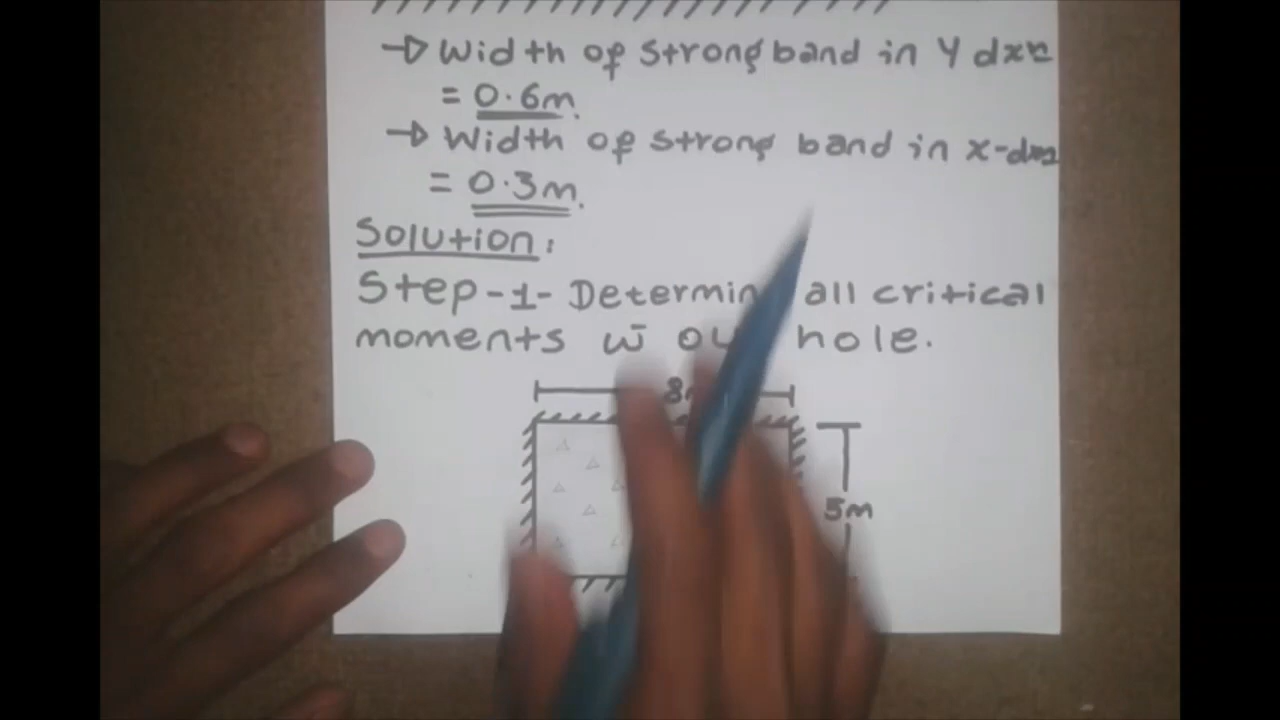 → Width of strong band in Y dxn
= 0.6m.
→ Width of strong band in x-dxn
= 0.3m.
Solution:
Step-1- Determin all critical
moments w̄ hole.
8
5m